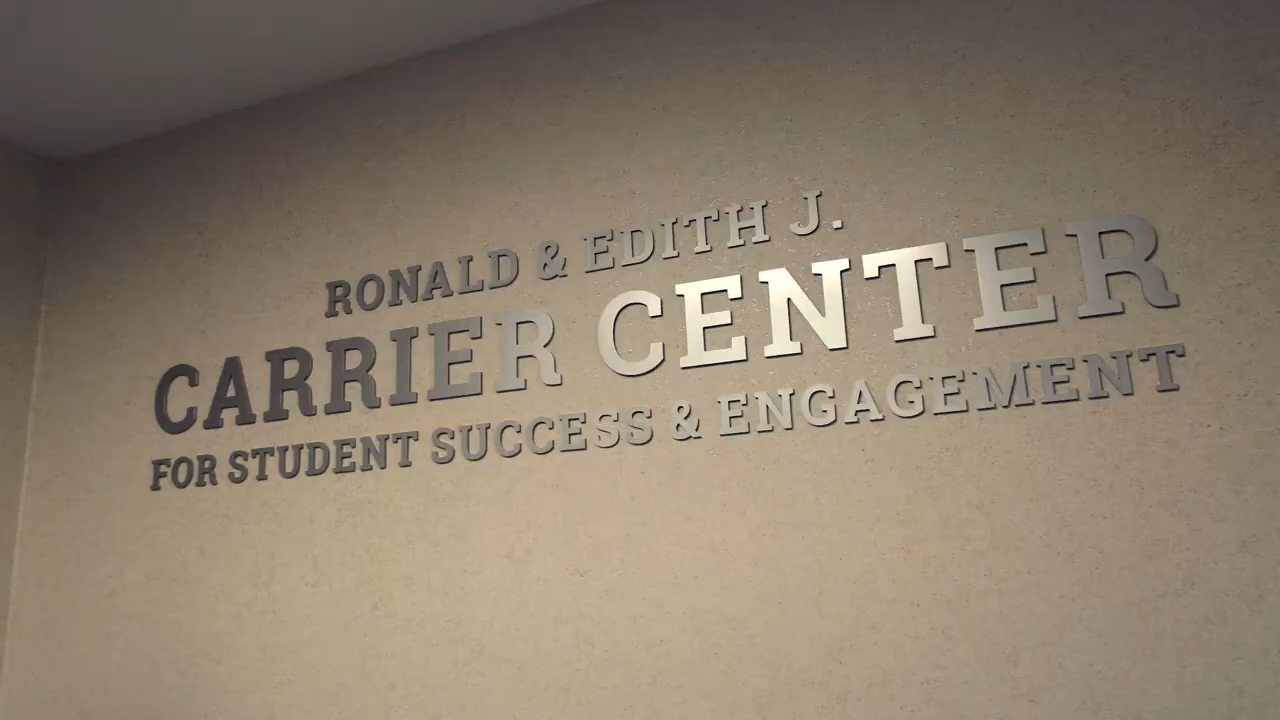 RONALD & EDITH J.
CARRIER CENTER
FOR STUDENT SUCCESS & ENGAGEMENT